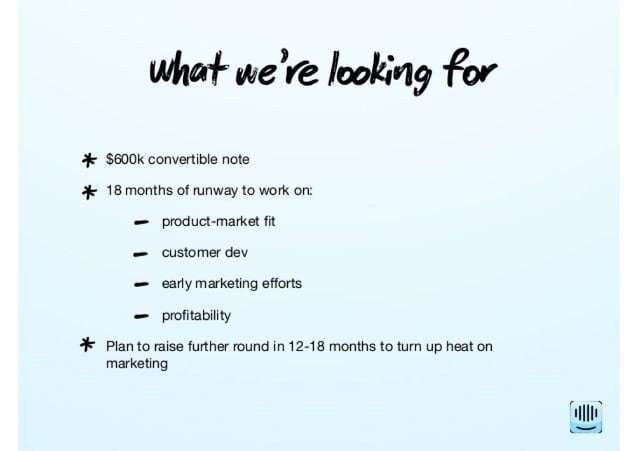 what we're looking for
* $600k convertible note
* 18 months of runway to work on:
- product-market fit
- customer dev
- early marketing efforts
- profitability
* Plan to raise further round in 12-18 months to turn up heat on
marketing